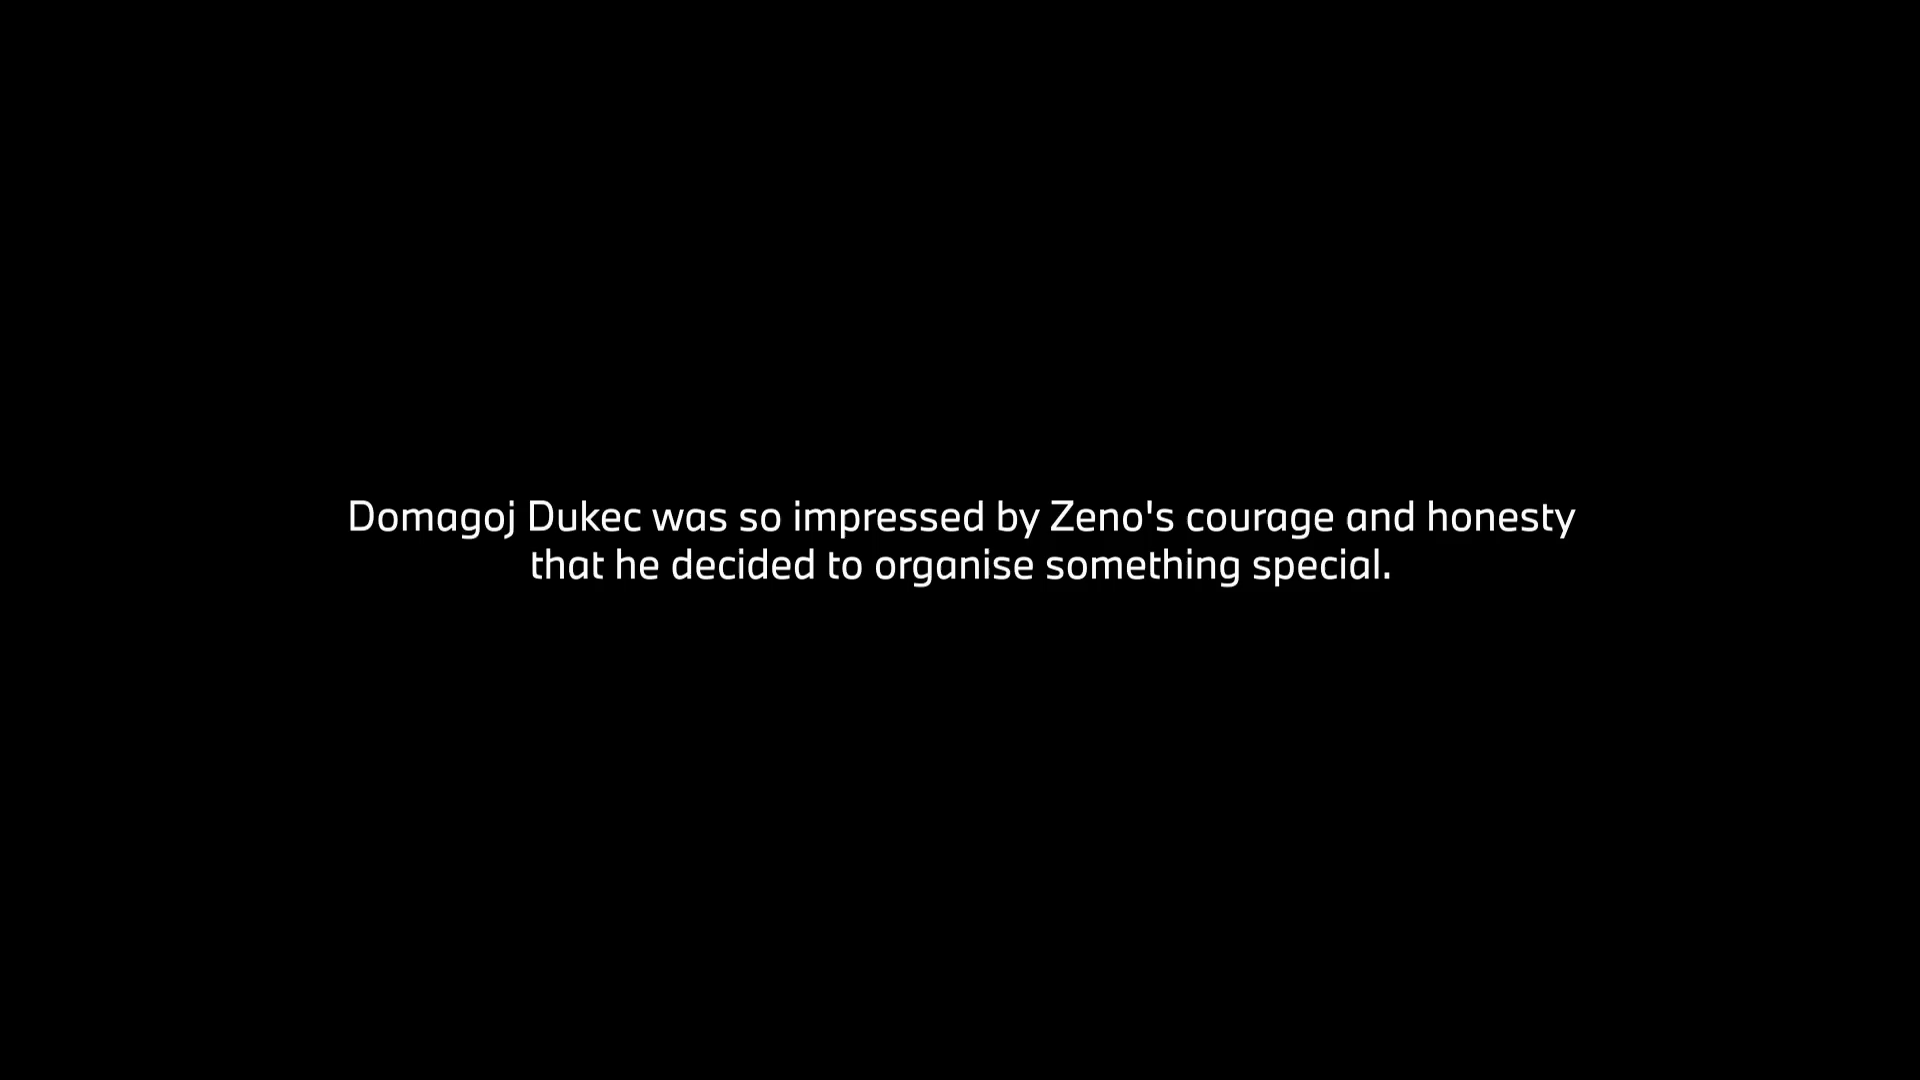 Domagoj Dukec was so impressed by Zeno's courage and honesty
that he decided to organise something special.